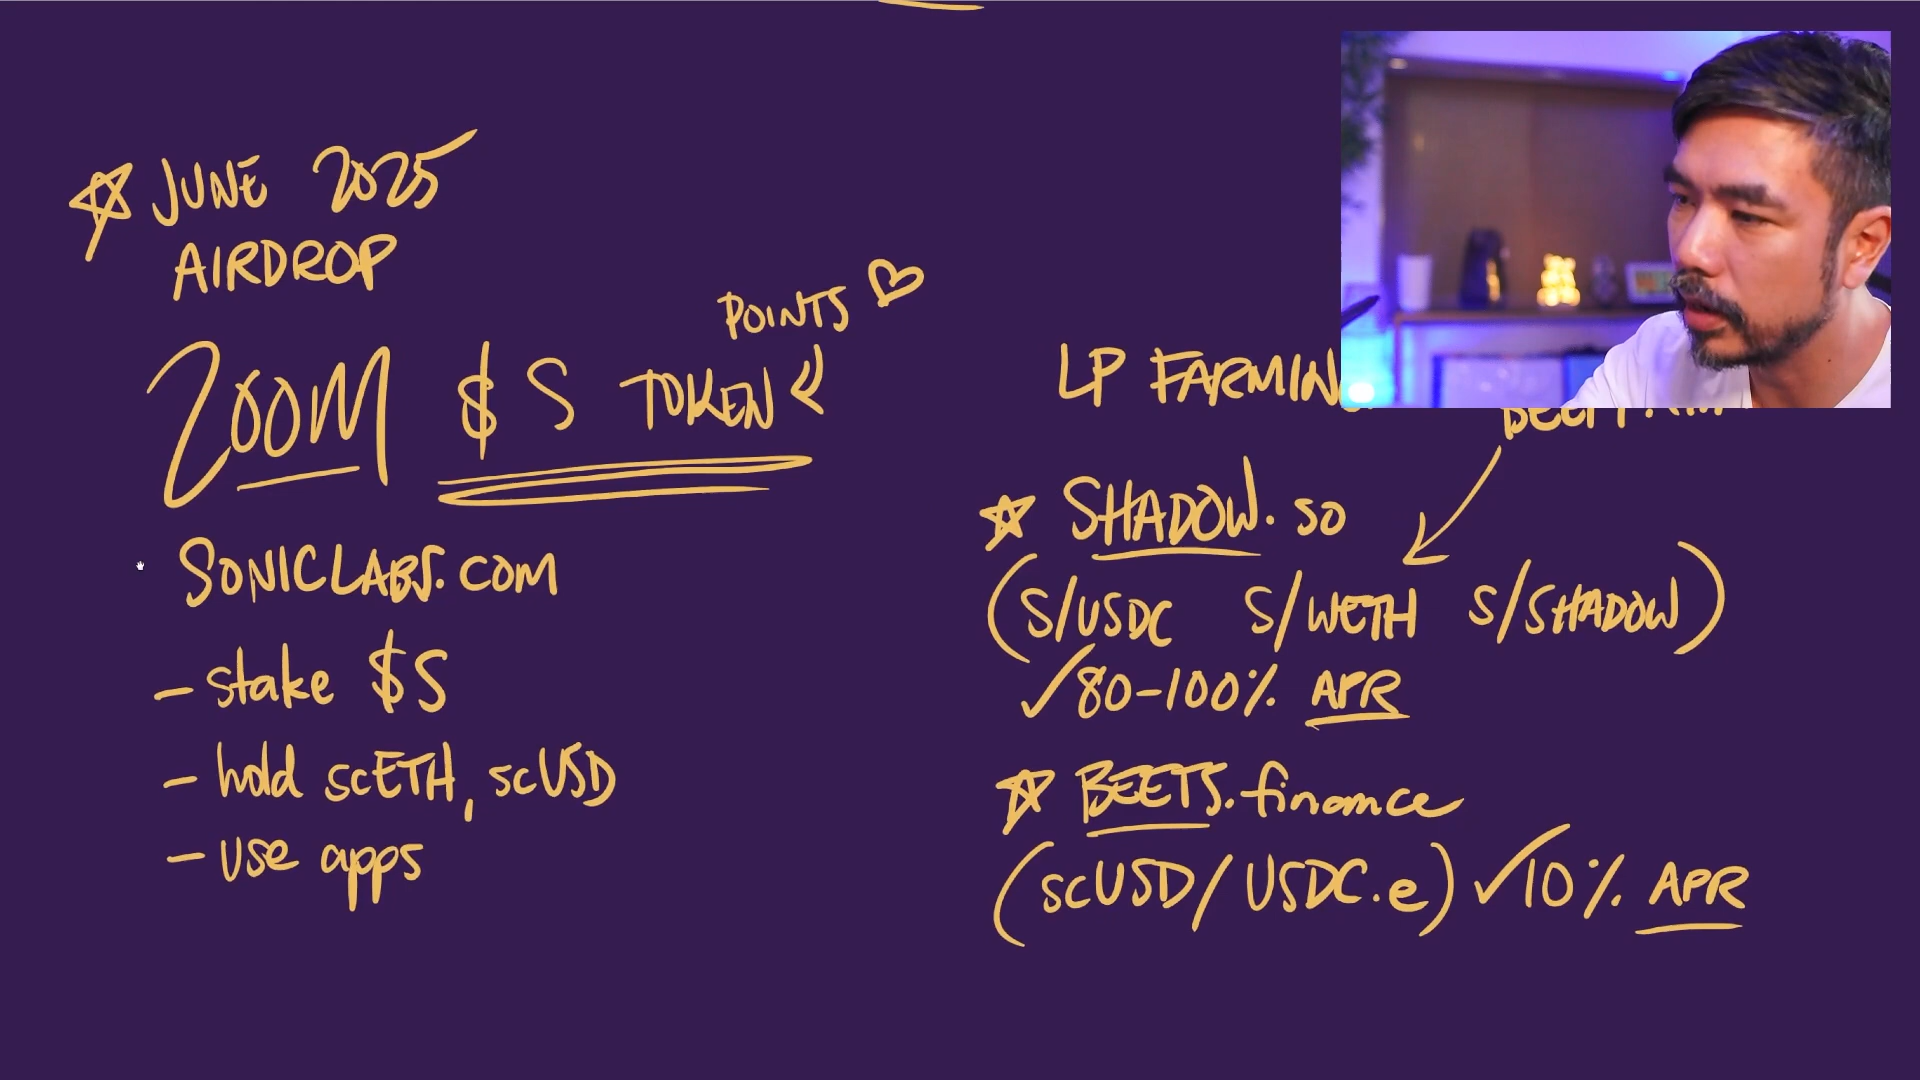 JUNE 2025
AIRDROP
POINTS
200M $S TOKEN
SONICLABS.COM
- stake $S
- hold scETH, scUSD
- use apps
LP FARMIN
SHADOW.SO
(S/USDC S/WETH S/SHADOW)
✓80-100% APR
BEETS.finance
(scUSD/USDC.e) ✓10% APR